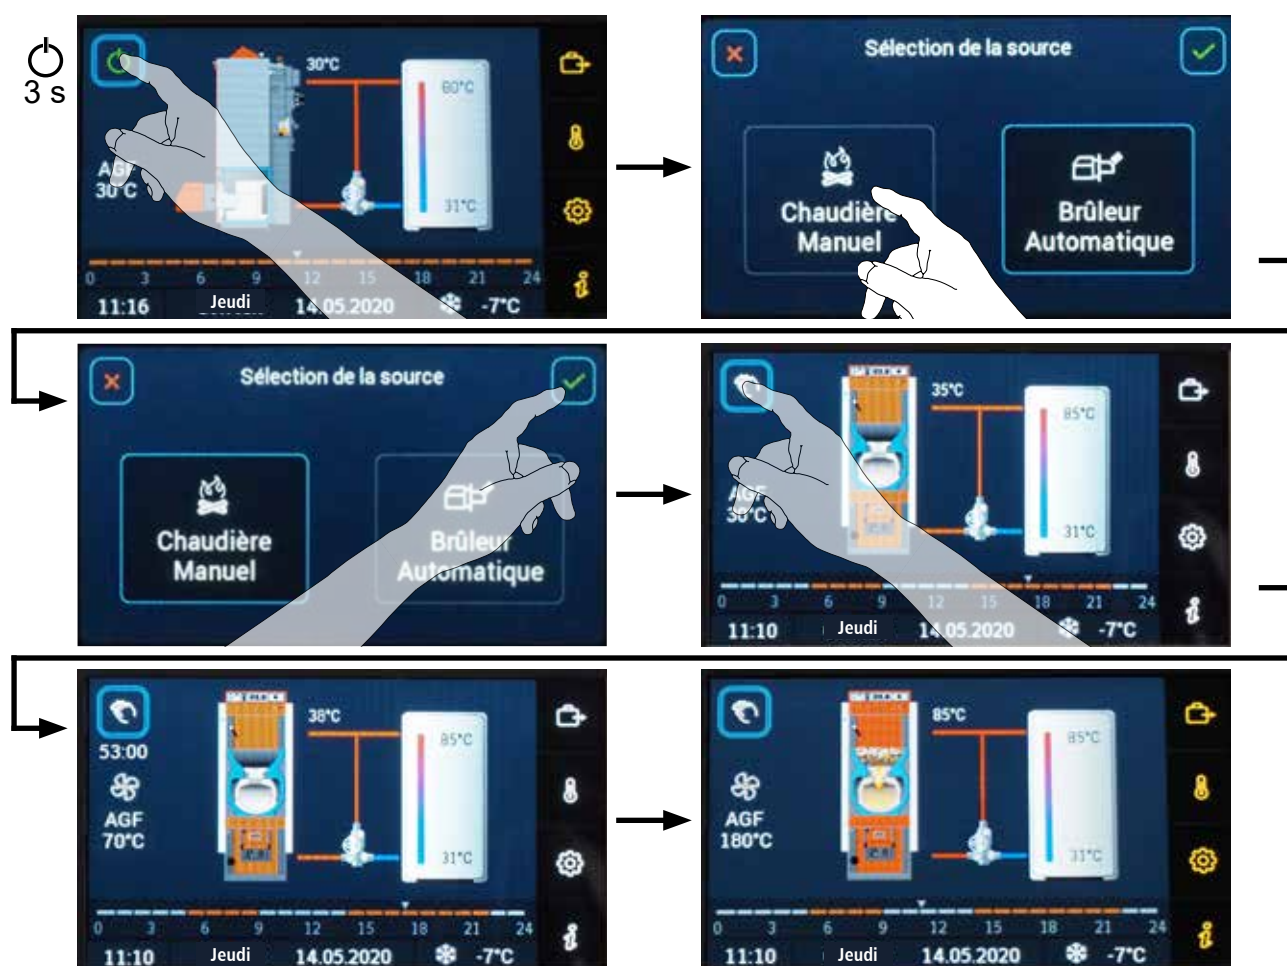 3 s
30°C
60°C
31°C
AGF
30°C
0 3 6 9 12 15 18 21 24
11:16 Jeudi 14.05.2020 -7°C
Sélection de la source
Chaudière
Manuel
Brûleur
Automatique
Sélection de la source
Chaudière
Manuel
Brûleur
Automatique
35°C
85°C
31°C
AGF
30°C
0 3 6 9 12 15 18 21 24
11:10 Jeudi 14.05.2020 -7°C
38°C
85°C
31°C
53:00
AGF
70°C
0 3 6 9 12 15 18 21 24
11:10 Jeudi 14.05.2020 -7°C
85°C
85°C
31°C
AGF
180°C
0 3 6 9 12 15 18 21 24
11:10 Jeudi 14.05.2020 -7°C